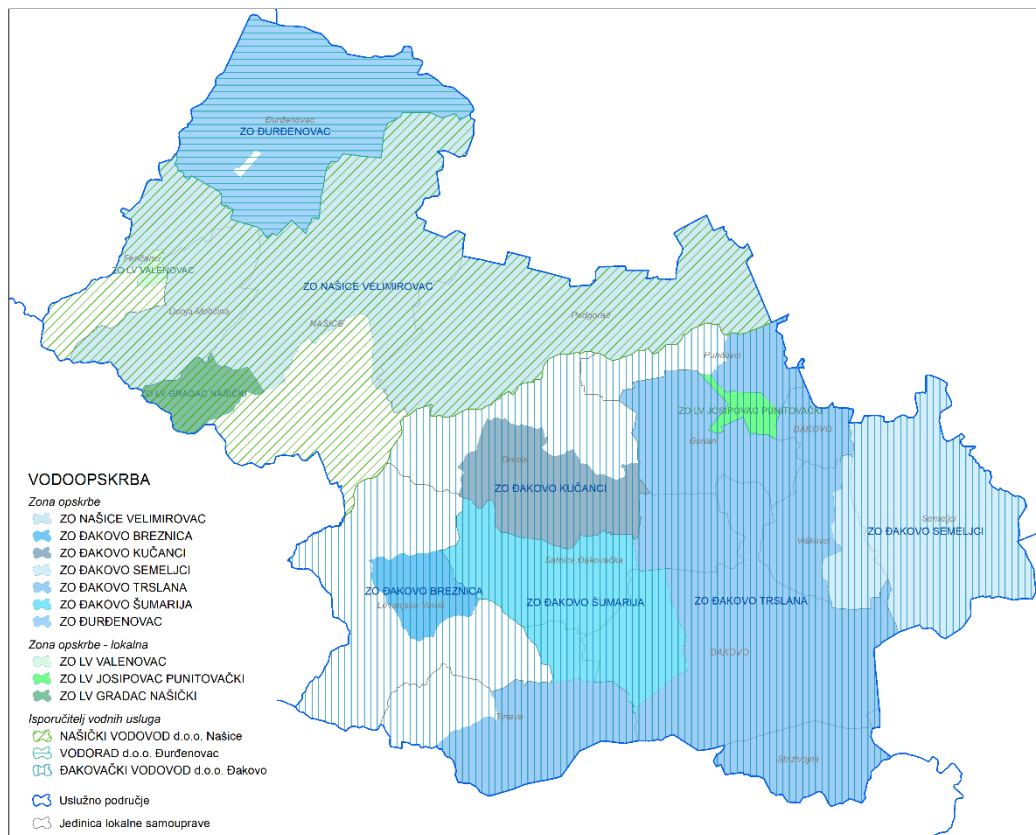 Đurđenovac
ZO ĐURĐENOVAC
Feričanci
ZO LV VALENOVAC
ZO NAŠICE VELIMIROVAC
Donja Motičina
NAŠICE
Podgorač
Punitovci
ZO LV GRADAC NAŠIČKI
ZO LV JOSIPOVAC PUNITOVAČKI
ĐAKOVO
Gorjani
Drenje
ZO ĐAKOVO KUČANCI
Semeljci
ZO ĐAKOVO SEMELJCI
Viškovci
Satnica Đakovačka
ZO ĐAKOVO BREZNICA
Levanjska Varoš
ZO ĐAKOVO ŠUMARIJA
ZO ĐAKOVO TRSLANA
ĐAKOVO
Trnava
Strizivojna
VODOOPSKRBA
Zona opskrbe
ZO NAŠICE VELIMIROVAC
ZO ĐAKOVO BREZNICA
ZO ĐAKOVO KUČANCI
ZO ĐAKOVO SEMELJCI
ZO ĐAKOVO TRSLANA
ZO ĐAKOVO ŠUMARIJA
ZO ĐURĐENOVAC
Zona opskrbe - lokalna
ZO LV VALENOVAC
ZO LV JOSIPOVAC PUNITOVAČKI
ZO LV GRADAC NAŠIČKI
Isporučitelj vodnih usluga
NAŠIČKI VODOVOD d.o.o. Našice
VODORAD d.o.o. Đurđenovac
ĐAKOVAČKI VODOVOD d.o.o. Đakovo
Uslužno područje
Jedinica lokalne samouprave